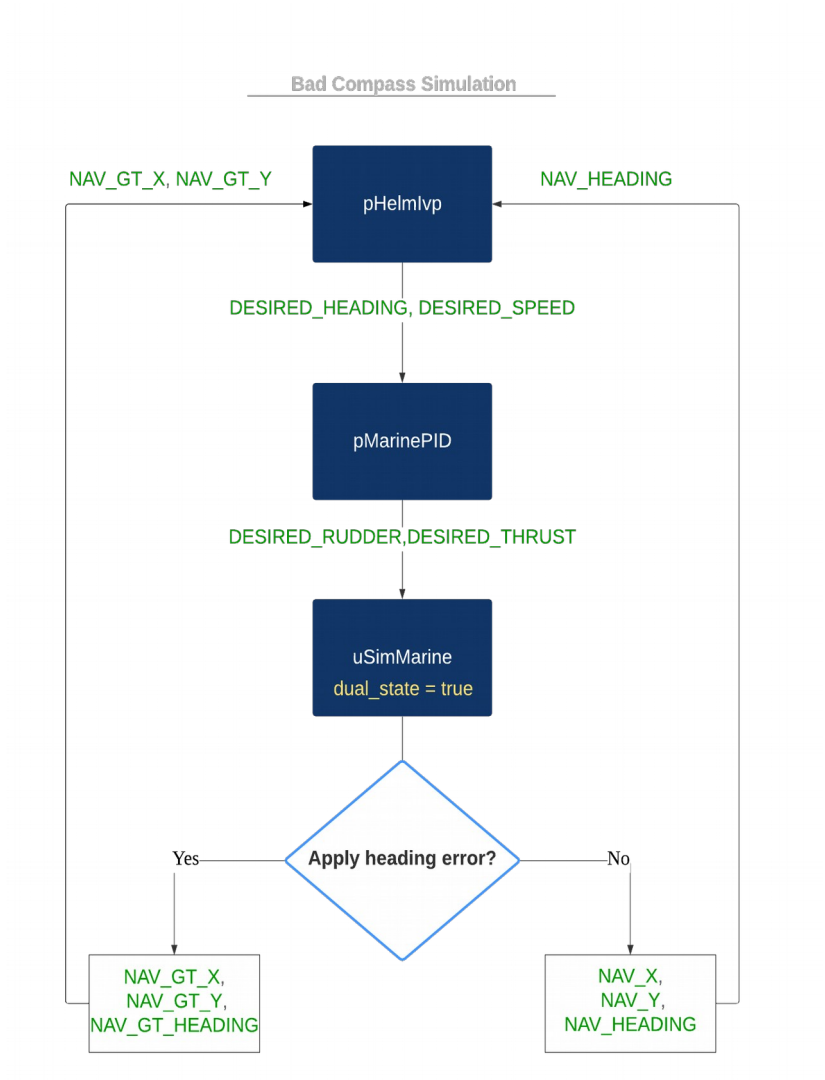 Bad Compass Simulation
NAV_GT_X, NAV_GT_Y
NAV_HEADING
pHelmIvp
DESIRED_HEADING, DESIRED_SPEED
pMarinePID
DESIRED_RUDDER,DESIRED_THRUST
uSimMarine
dual_state = true
Apply heading error?
Yes
No
NAV_GT_X,
NAV_GT_Y,
NAV_GT_HEADING
NAV_X,
NAV_Y,
NAV_HEADING